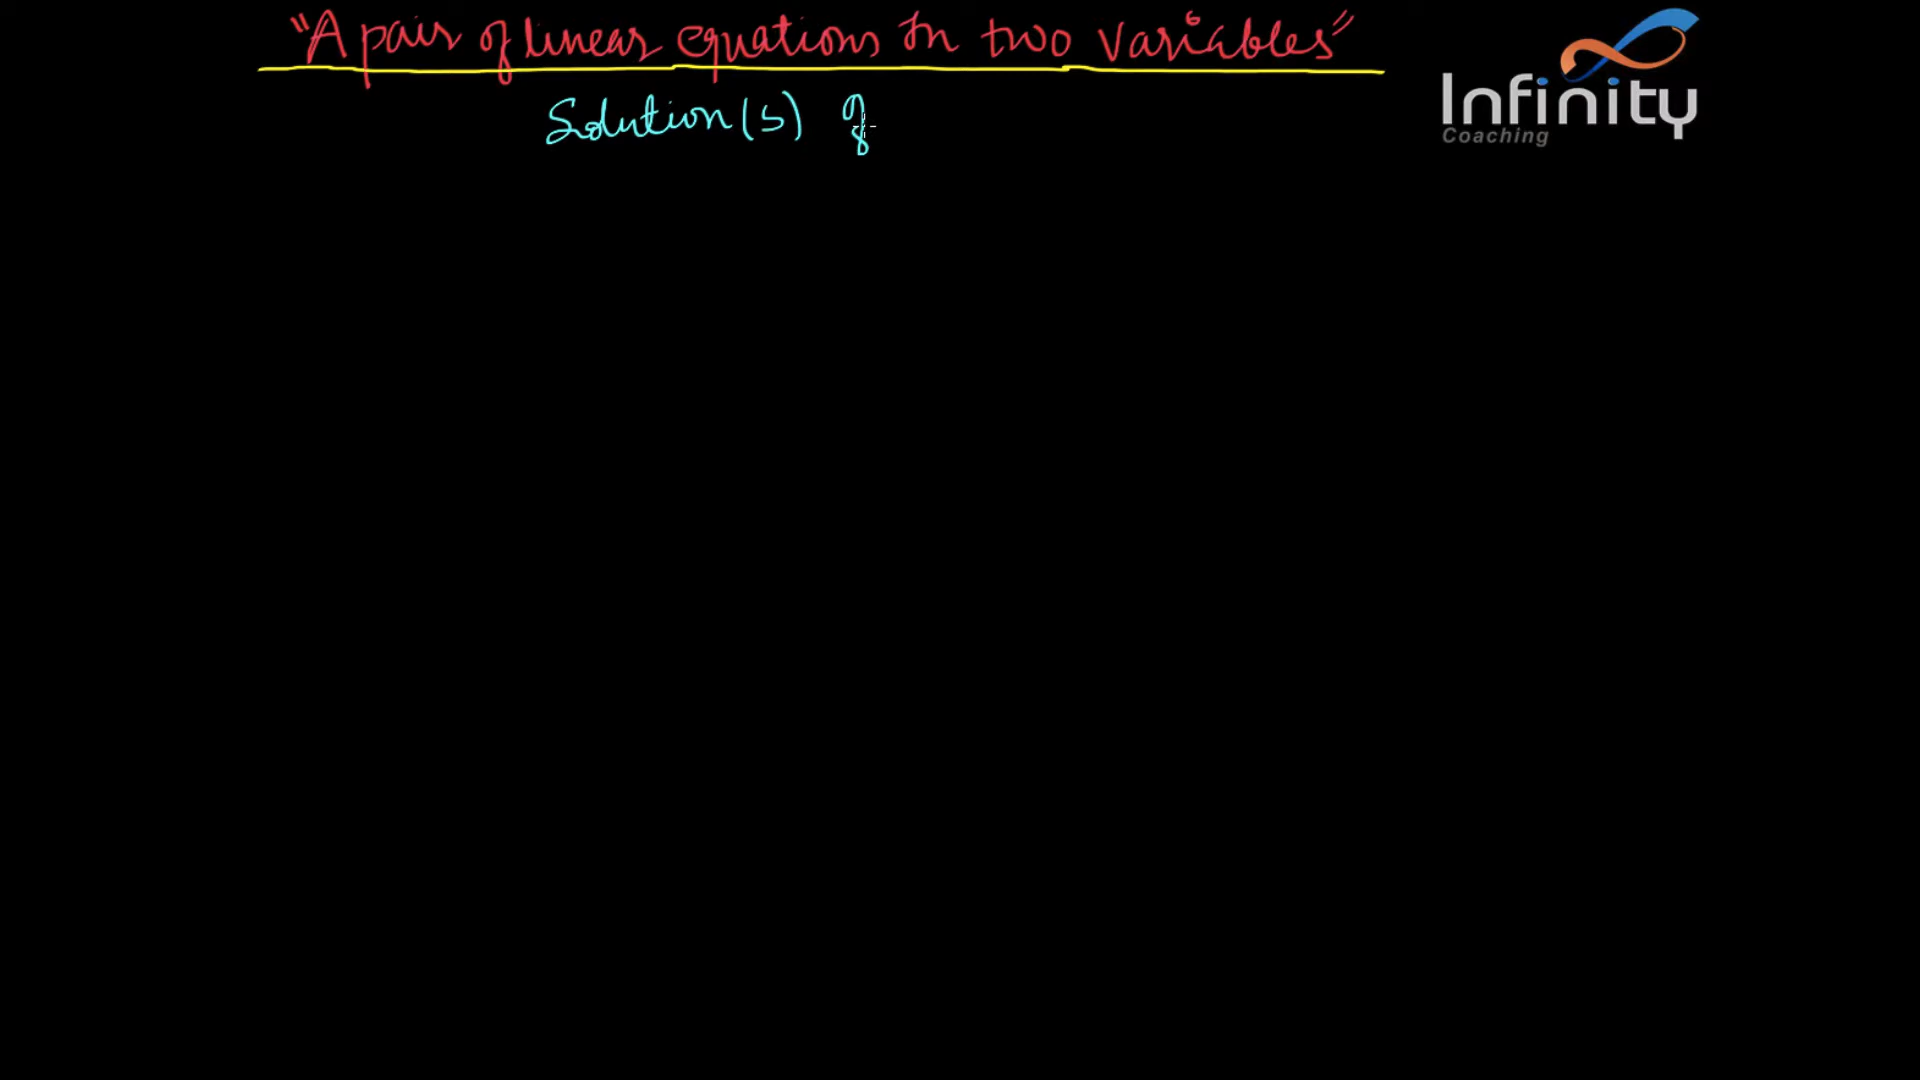 "A pair of linear equations in two variables"
Solution(s) of
Infinity
Coaching